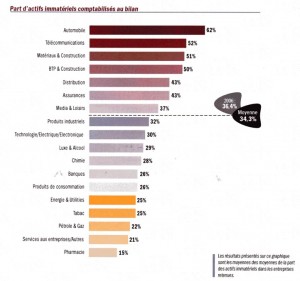 Part d'actifs immatériels comptabilisés au bilan
Automobile 62%
Télécommunications 52%
Matériaux & Construction 51%
BTP & Construction 50%
Distribution 43%
Assurances 43%
Media & Loisirs 37%
2006
36,4%
Moyenne
34,3%
Produits industriels 32%
Technologie/Electrique/Electronique 30%
Luxe & Alcool 29%
Chimie 28%
Banques 26%
Produits de consommation 26%
Energie & Utilities 25%
Tabac 25%
Pétrole & Gaz 22%
Services aux entreprises/Autres 21%
Pharmacie 15%
Les résultats présentés sur ce graphique
sont les moyennes des moyennes de la part
des actifs immatériels dans les entreprises